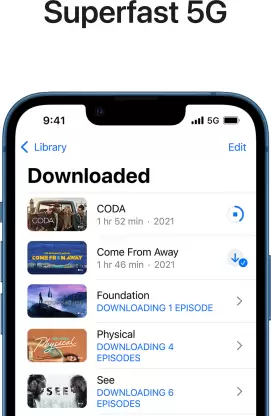 Superfast 5G
9:41
5G
Library
Edit
Downloaded
CODA
CODA
1 hr 52 min · 2021
COME FROM AWAY
Come From Away
1 hr 46 min · 2021
Foundation
DOWNLOADING 1 EPISODE
Physical
Physical
DOWNLOADING 4
EPISODES
SEE
See
DOWNLOADING 6
EPISODES